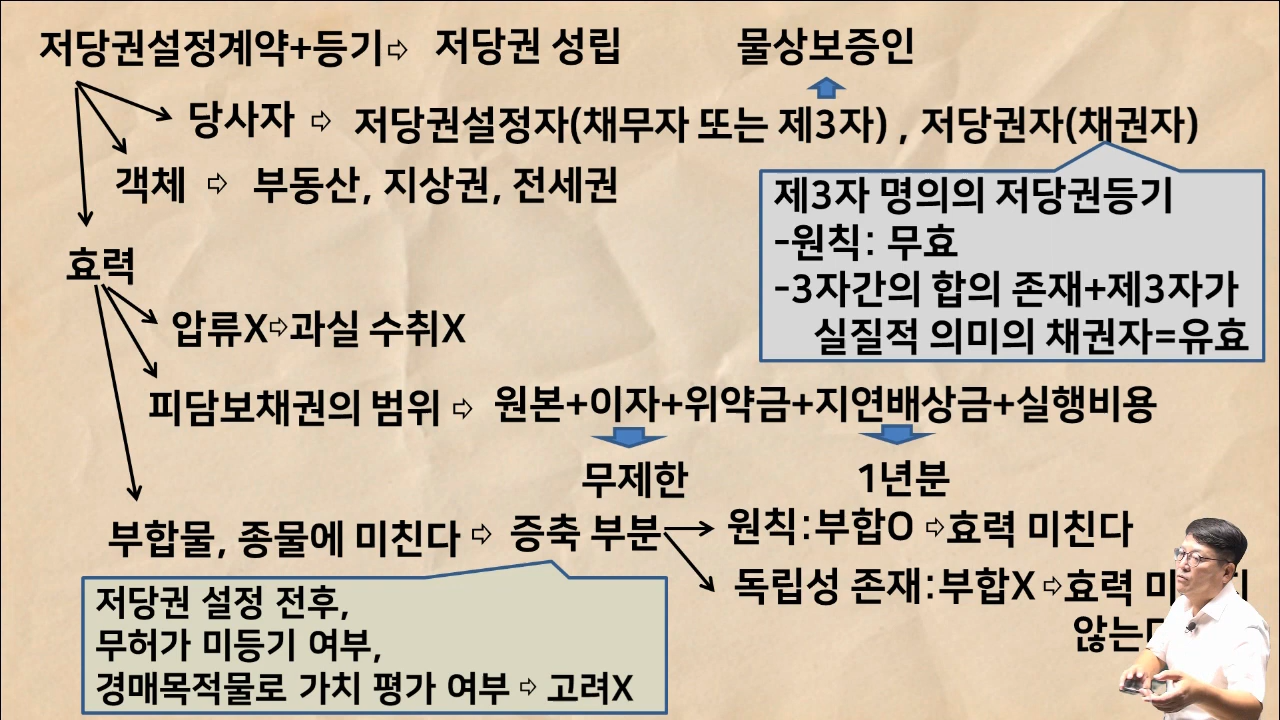 저당권설정계약+등기⇨ 저당권 성립 물상보증인
당사자 ⇨ 저당권설정자(채무자 또는 제3자) , 저당권자(채권자)
객체 ⇨ 부동산, 지상권, 전세권
제3자 명의의 저당권등기
-원칙: 무효
-3자간의 합의 존재+제3자가
실질적 의미의 채권자=유효
효력
압류X⇨과실 수취X
피담보채권의 범위 ⇨ 원본+이자+위약금+지연배상금+실행비용
무제한 1년분
부합물, 종물에 미친다 ⇨ 증축 부분
원칙:부합O ⇨효력 미친다
독립성 존재:부합X⇨효력
저당권 설정 전후,
무허가 미등기 여부,
경매목적물로 가치 평가 여부 ⇨ 고려X